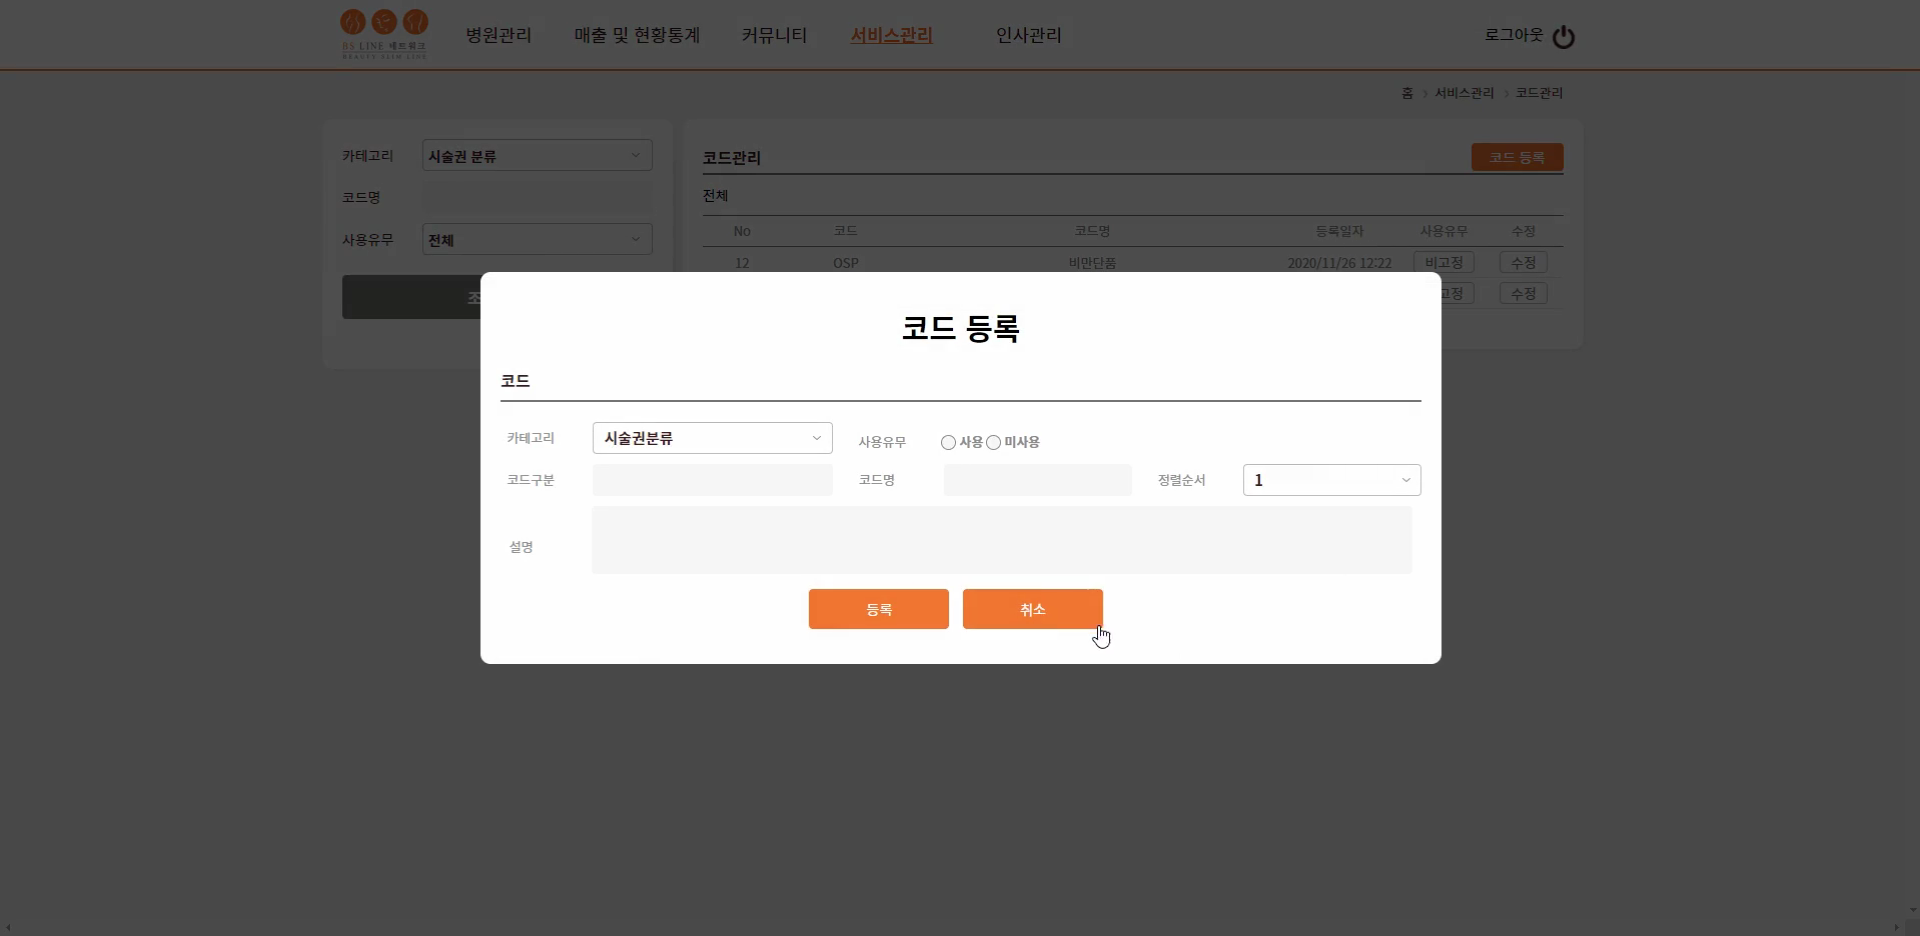 BS LINE 네트워크
BEAUTY SLIM LINE
병원관리 매출 및 현황통계 커뮤니티 서비스관리 인사관리 로그아웃
홈 > 서비스관리 > 코드관리
카테고리 시술권 분류
코드명
사용유무 전체
조
코드관리 코드 등록
전체
No 코드 코드명 등록일자 사용유무 수정
12 OSP 비만단품 2020/11/26 12:22 비고정 수정
고정 수정
코드 등록
코드
카테고리 시술권분류 사용유무 사용 미사용
코드구분 코드명 정렬순서 1
설명
등록 취소